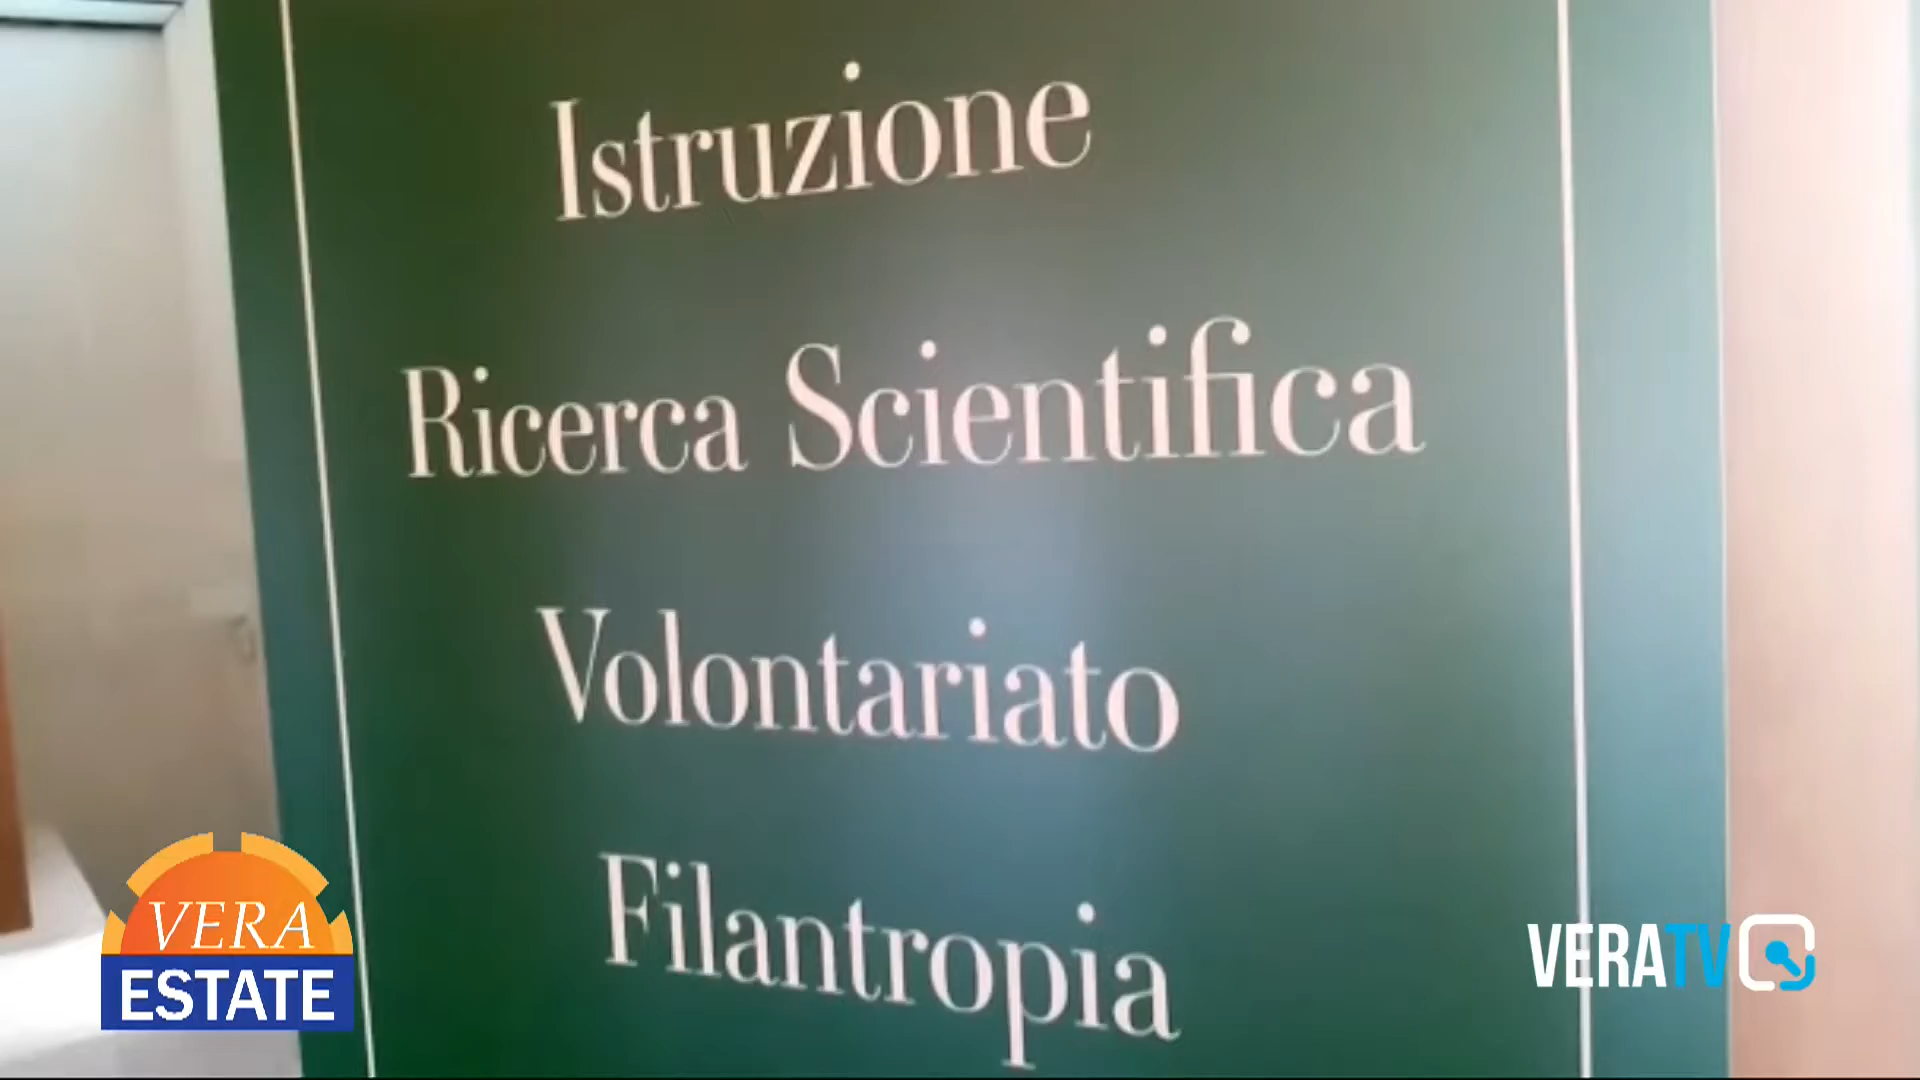 Istruzione
Ricerca Scientifica
Volontariato
Filantropia
VERA
ESTATE
VERATV